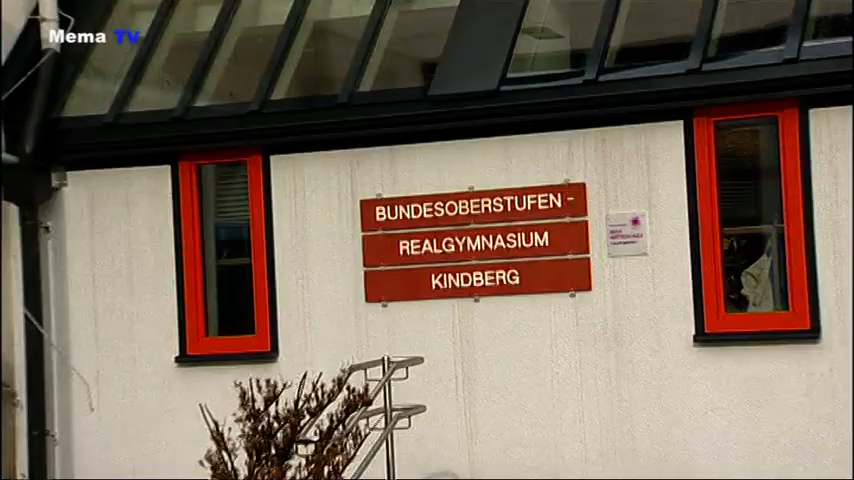 Mema TV
BUNDESOBERSTUFEN-
REALGYMNASIUM
KINDBERG